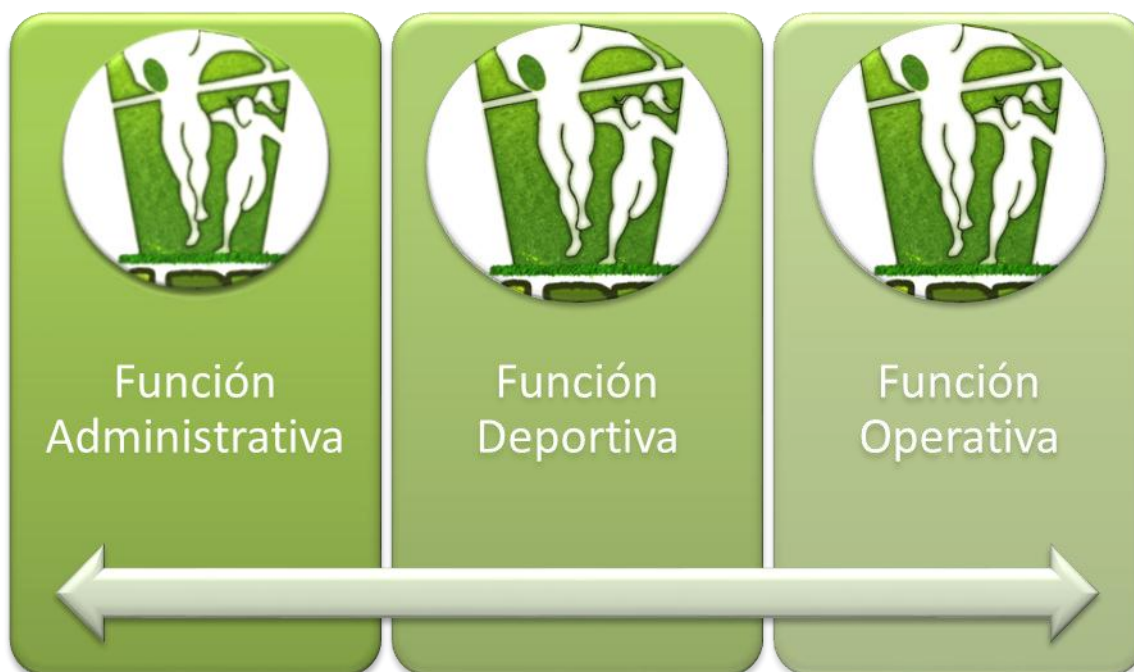 Función
Administrativa
Función
Deportiva
Función
Operativa